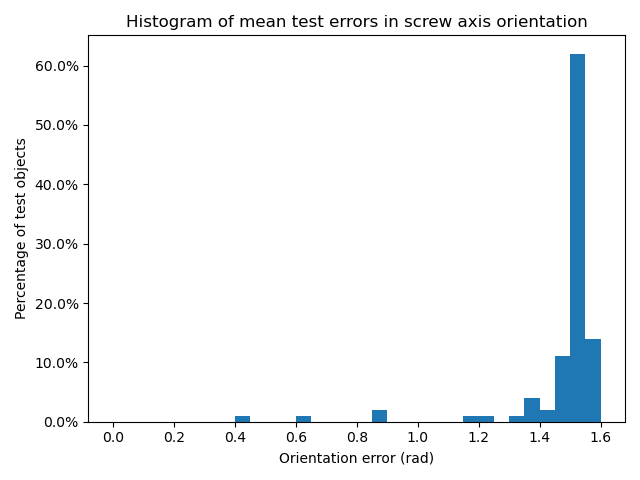 Histogram of mean test errors in screw axis orientation
60.0%
50.0%
40.0%
30.0%
20.0%
10.0%
0.0%
Percentage of test objects
0.0 0.2 0.4 0.6 0.8 1.0 1.2 1.4 1.6
Orientation error (rad)